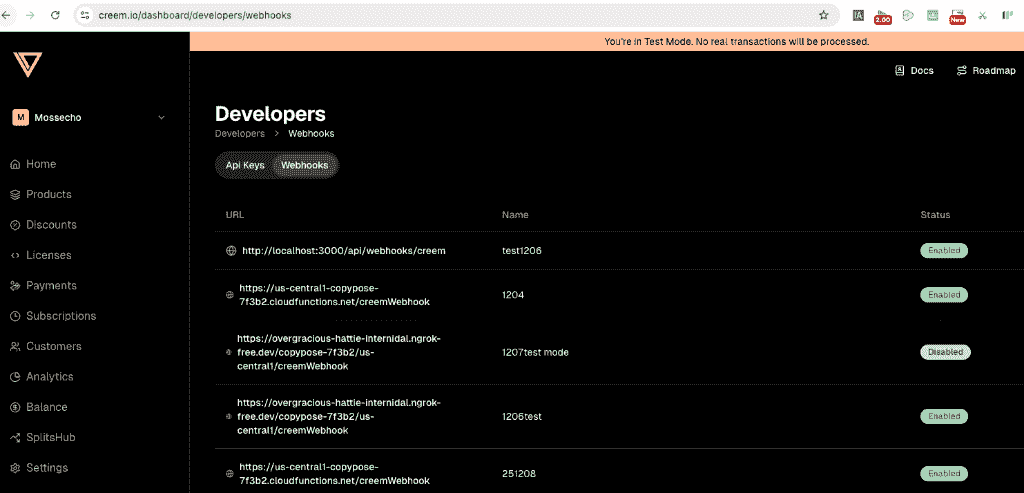 creem.io/dashboard/developers/webhooks
2.00
New
You're in Test Mode. No real transactions will be processed.
Docs
Roadmap
M
Mossecho
Home
Products
Discounts
Licenses
Payments
Subscriptions
Customers
Analytics
Balance
SplitsHub
Settings
Developers
Developers > Webhooks
Api Keys
Webhooks
URL
Name
Status
http://localhost:3000/api/webhooks/creem
test1206
Enabled
https://us-central1-copypose-
7f3b2.cloudfunctions.net/creemWebhook
1204
Enabled
https://overgracious-hattie-internidal.ngrok-
free.dev/copypose-7f3b2/us-
central1/creemWebhook
1207test mode
Disabled
https://overgracious-hattie-internidal.ngrok-
free.dev/copypose-7f3b2/us-
central1/creemWebhook
1206test
Enabled
https://us-central1-copypose-
7f3b2.cloudfunctions.net/creemWebhook
251208
Enabled